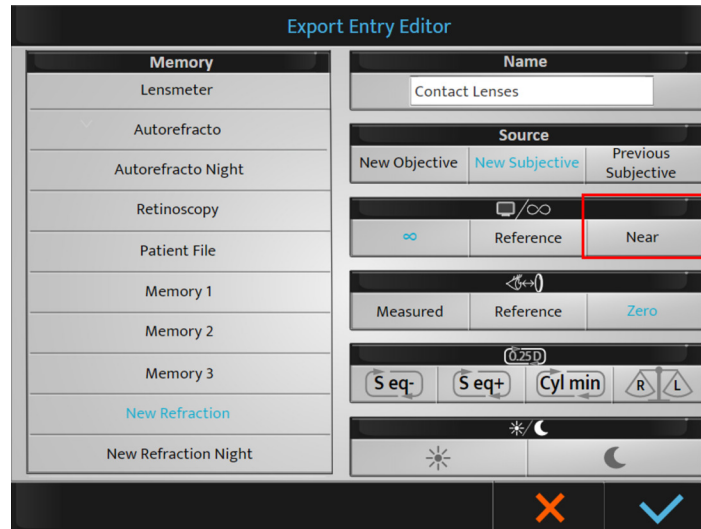 Export Entry Editor
Memory
Lensmeter
Autorefracto
Autorefracto Night
Retinoscopy
Patient File
Memory 1
Memory 2
Memory 3
New Refraction
New Refraction Night
Name
Contact Lenses
Source
New Objective
New Subjective
Previous
Subjective
/∞
∞
Reference
Near
Measured
Reference
Zero
0.25 D
S eq-
S eq+
Cyl min
R
L
/